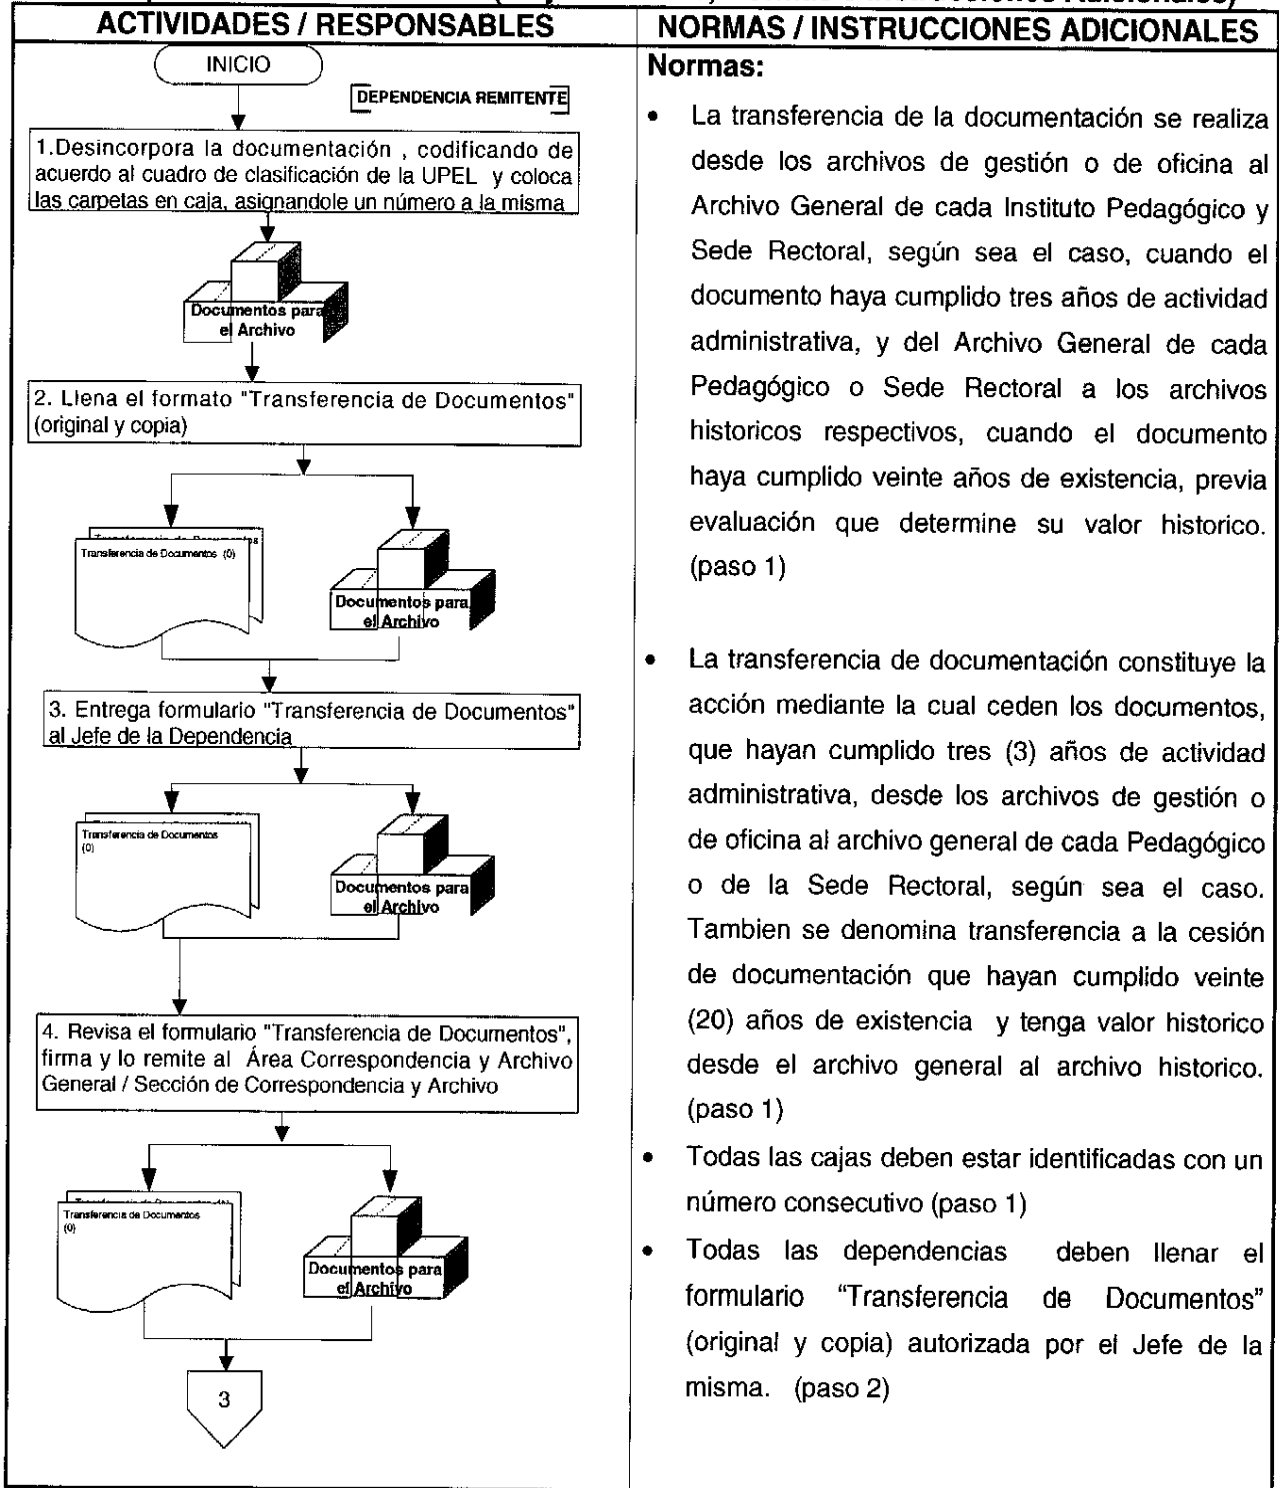 ACTIVIDADES / RESPONSABLES
NORMAS / INSTRUCCIONES ADICIONALES
INICIO
DEPENDENCIA REMITENTE
1.Desincorpora la documentación , codificando de
acuerdo al cuadro de clasificación de la UPEL y coloca
las carpetas en caja, asignandole un número a la misma
Documentos para
el Archivo
2. Llena el formato "Transferencia de Documentos"
(original y copia)
Transferencia de Documentos
Transferencia de Documentos (0)
Documentos para
el Archivo
3. Entrega formulario "Transferencia de Documentos"
al Jefe de la Dependencia
Transferencia de Documentos
(0)
Documentos para
el Archivo
4. Revisa el formulario "Transferencia de Documentos",
firma y lo remite al Área Correspondencia y Archivo
General / Sección de Correspondencia y Archivo
Transferencia de Documentos
Transferencia de Documentos
(0)
Documentos para
el Archivo
3
Normas:
• La transferencia de la documentación se realiza
desde los archivos de gestión o de oficina al
Archivo General de cada Instituto Pedagógico y
Sede Rectoral, según sea el caso, cuando el
documento haya cumplido tres años de actividad
administrativa, y del Archivo General de cada
Pedagógico o Sede Rectoral a los archivos
historicos respectivos, cuando el documento
haya cumplido veinte años de existencia, previa
evaluación que determine su valor historico.
(paso 1)
• La transferencia de documentación constituye la
acción mediante la cual ceden los documentos,
que hayan cumplido tres (3) años de actividad
administrativa, desde los archivos de gestión o
de oficina al archivo general de cada Pedagógico
o de la Sede Rectoral, según sea el caso.
Tambien se denomina transferencia a la cesión
de documentación que hayan cumplido veinte
(20) años de existencia y tenga valor historico
desde el archivo general al archivo historico.
(paso 1)
• Todas las cajas deben estar identificadas con un
número consecutivo (paso 1)
• Todas las dependencias deben llenar el
formulario “Transferencia de Documentos”
(original y copia) autorizada por el Jefe de la
misma. (paso 2)